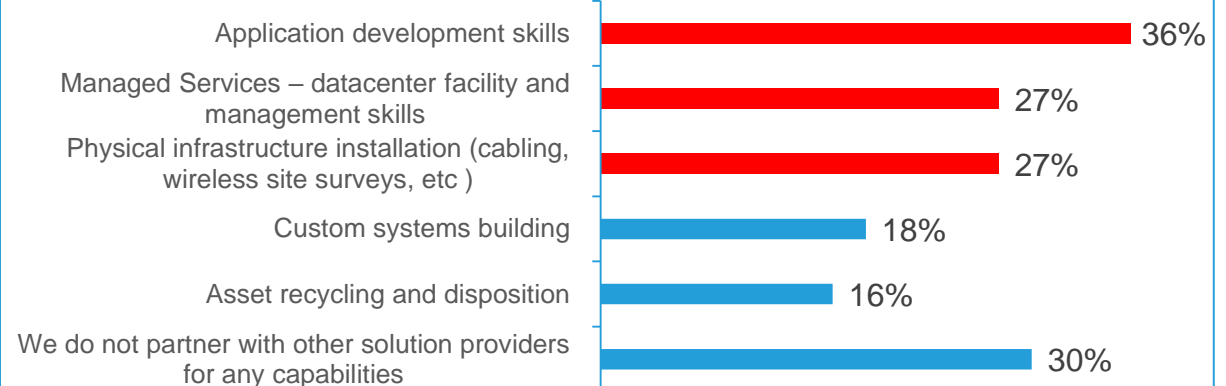 Application development skills
36%
Managed Services – datacenter facility and
management skills
27%
Physical infrastructure installation (cabling,
wireless site surveys, etc )
27%
Custom systems building
18%
Asset recycling and disposition
16%
We do not partner with other solution providers
for any capabilities
30%